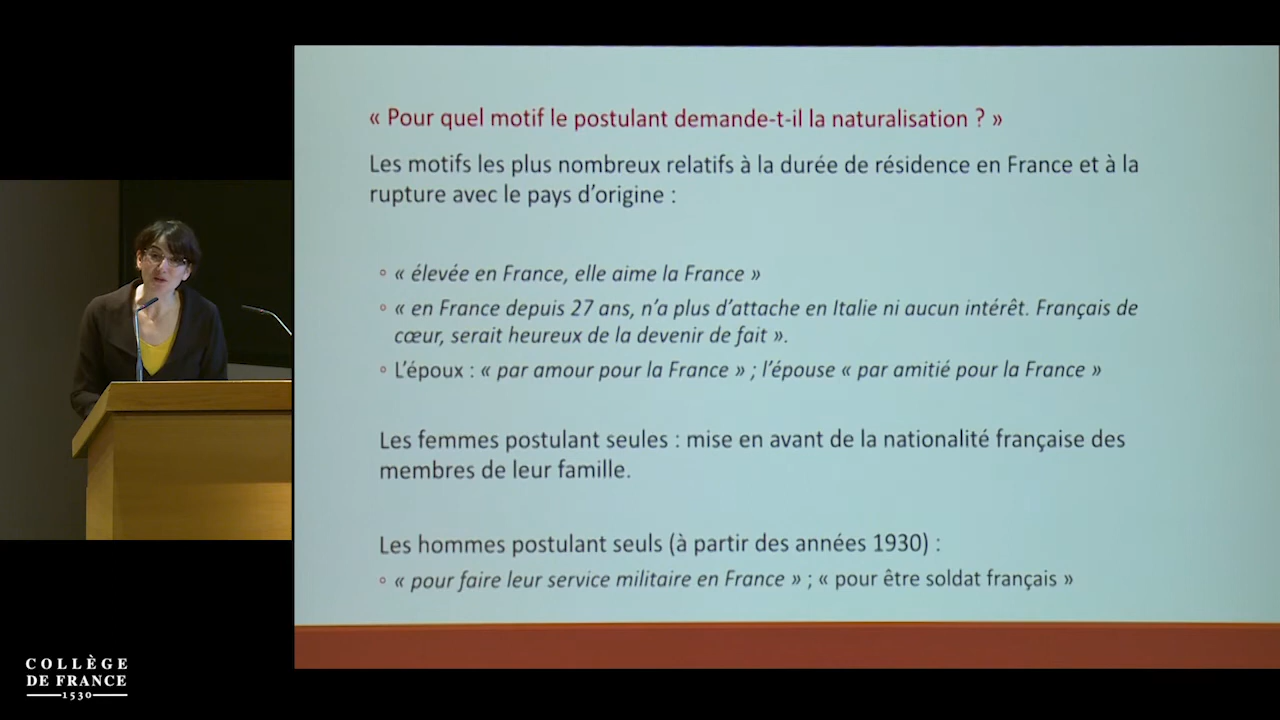 « Pour quel motif le postulant demande-t-il la naturalisation ? »
Les motifs les plus nombreux relatifs à la durée de résidence en France et à la
rupture avec le pays d’origine :
◦ « élevée en France, elle aime la France »
◦ « en France depuis 27 ans, n’a plus d’attache en Italie ni aucun intérêt. Français de
cœur, serait heureux de la devenir de fait ».
◦ L’époux : « par amour pour la France » ; l’épouse « par amitié pour la France »
Les femmes postulant seules : mise en avant de la nationalité française des
membres de leur famille.
Les hommes postulant seuls (à partir des années 1930) :
◦ « pour faire leur service militaire en France » ; « pour être soldat français »
COLLÈGE
DE FRANCE
1530